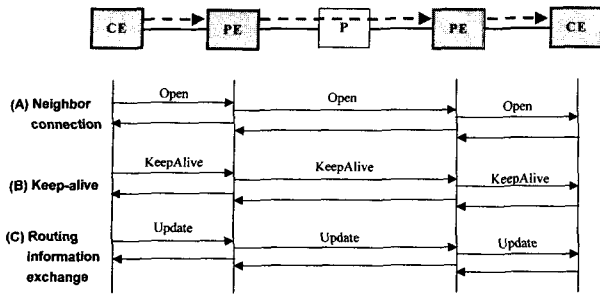 CE PE P PE CE
(A) Neighbor connection
Open Open Open
(B) Keep-alive
KeepAlive KeepAlive KeepAlive
(C) Routing information exchange
Update Update Update